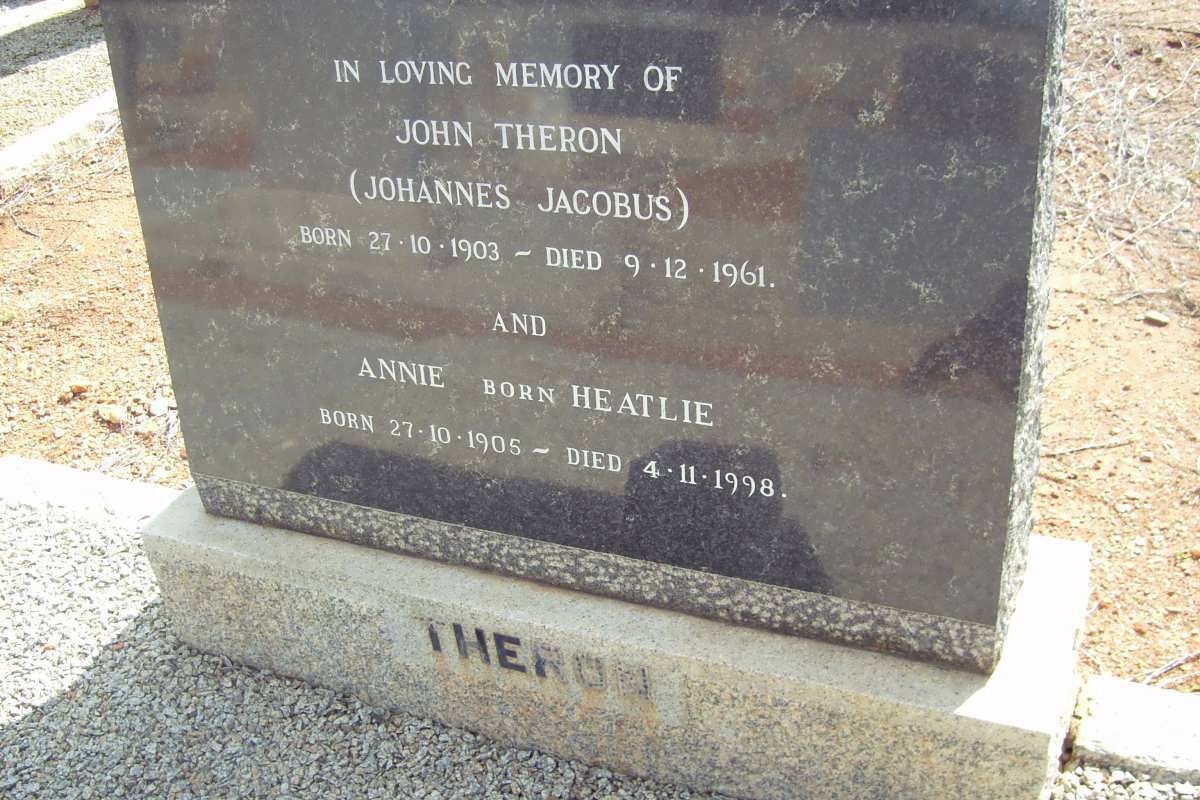 IN LOVING MEMORY OF
JOHN THERON
(JOHANNES JACOBUS)
BORN 27·10·1903 ~ DIED 9·12·1961.
AND
ANNIE BORN HEATLIE
BORN 27·10·1905 ~ DIED 4·11·1998.
THERON